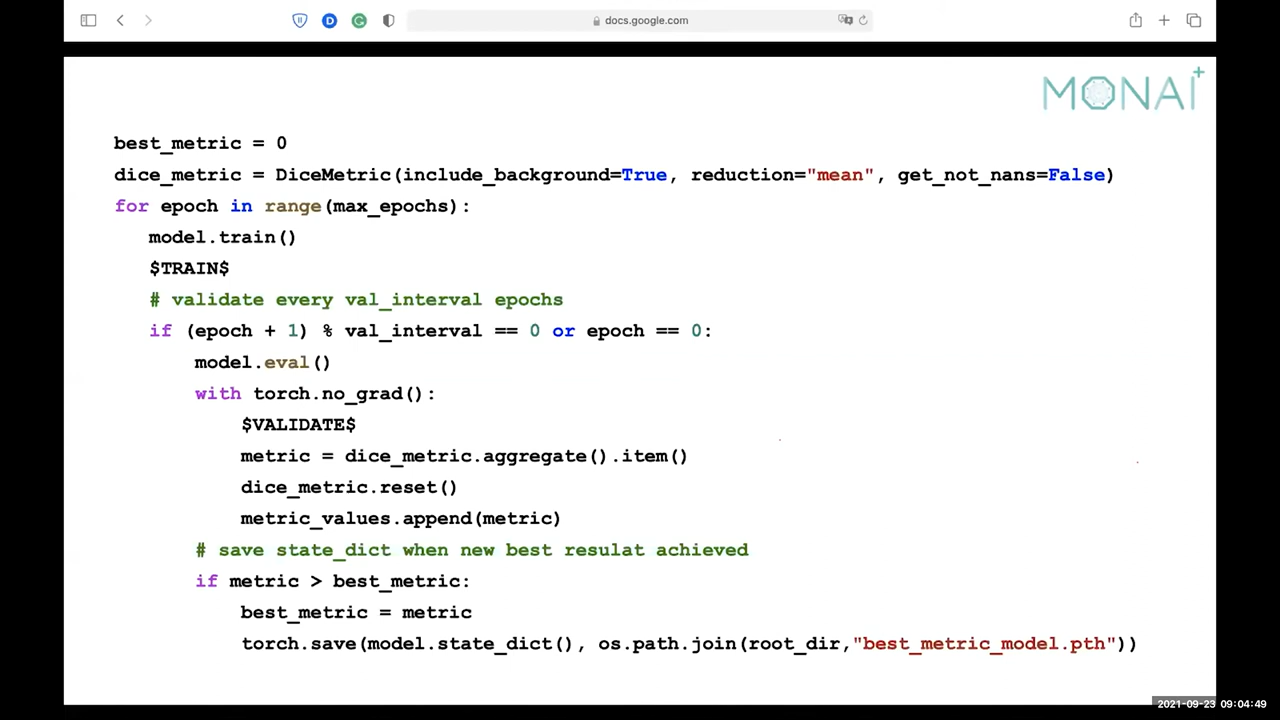 docs.google.com
MONAI
best_metric = 0
dice_metric = DiceMetric(include_background=True, reduction="mean", get_not_nans=False)
for epoch in range(max_epochs):
model.train()
$TRAIN$
# validate every val_interval epochs
if (epoch + 1) % val_interval == 0 or epoch == 0:
model.eval()
with torch.no_grad():
$VALIDATE$
metric = dice_metric.aggregate().item()
dice_metric.reset()
metric_values.append(metric)
# save state_dict when new best resulat achieved
if metric > best_metric:
best_metric = metric
torch.save(model.state_dict(), os.path.join(root_dir,"best_metric_model.pth"))
2021-09-23 09:04:49